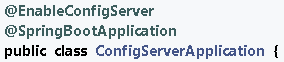 @EnableConfigServer
@SpringBootApplication
public class ConfigServerApplication {